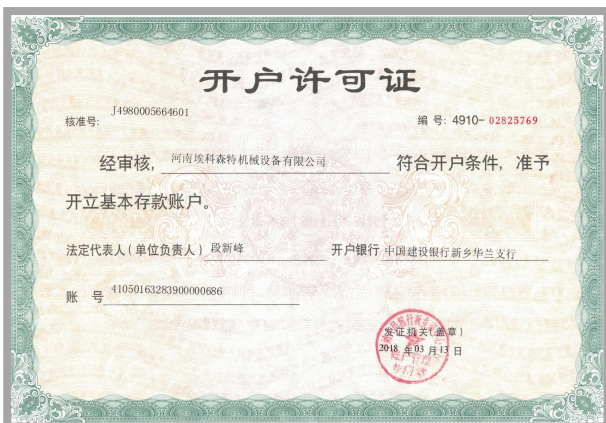 开户许可证
核准号: J4980005664601 编 号: 4910-02825769
经审核, 河南埃科森特机械设备有限公司 符合开户条件, 准予
开立基本存款账户。
法定代表人(单位负责人) 段新峰 开户银行 中国建设银行新乡华兰支行
账 号 41050163283900000686
发证机关(盖章)
2018 年 03 月 13 日